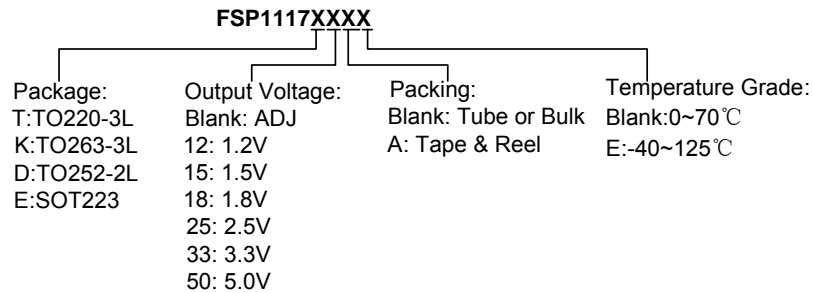 FSP1117XXXX
Package:
T:TO220-3L
K:TO263-3L
D:TO252-2L
E:SOT223
Output Voltage:
Blank: ADJ
12: 1.2V
15: 1.5V
18: 1.8V
25: 2.5V
33: 3.3V
50: 5.0V
Packing:
Blank: Tube or Bulk
A: Tape & Reel
Temperature Grade:
Blank:0~70℃
E:-40~125℃